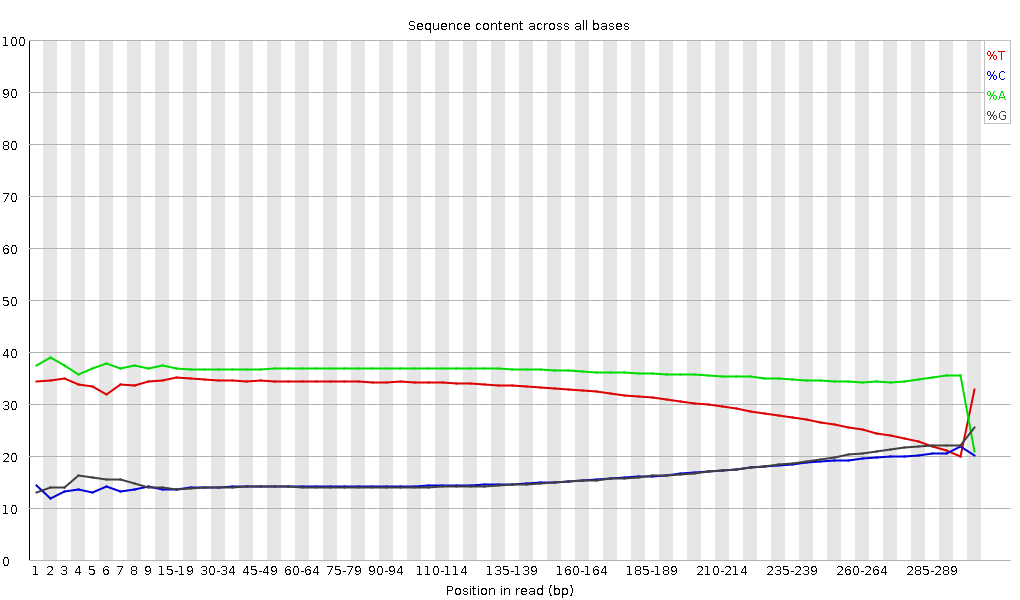 Sequence content across all bases
100
90
80
70
60
50
40
30
20
10
0
%T
%C
%A
%G
1 2 3 4 5 6 7 8 9 15-19 30-34 45-49 60-64 75-79 90-94 110-114 135-139 160-164 185-189 210-214 235-239 260-264 285-289
Position in read (bp)